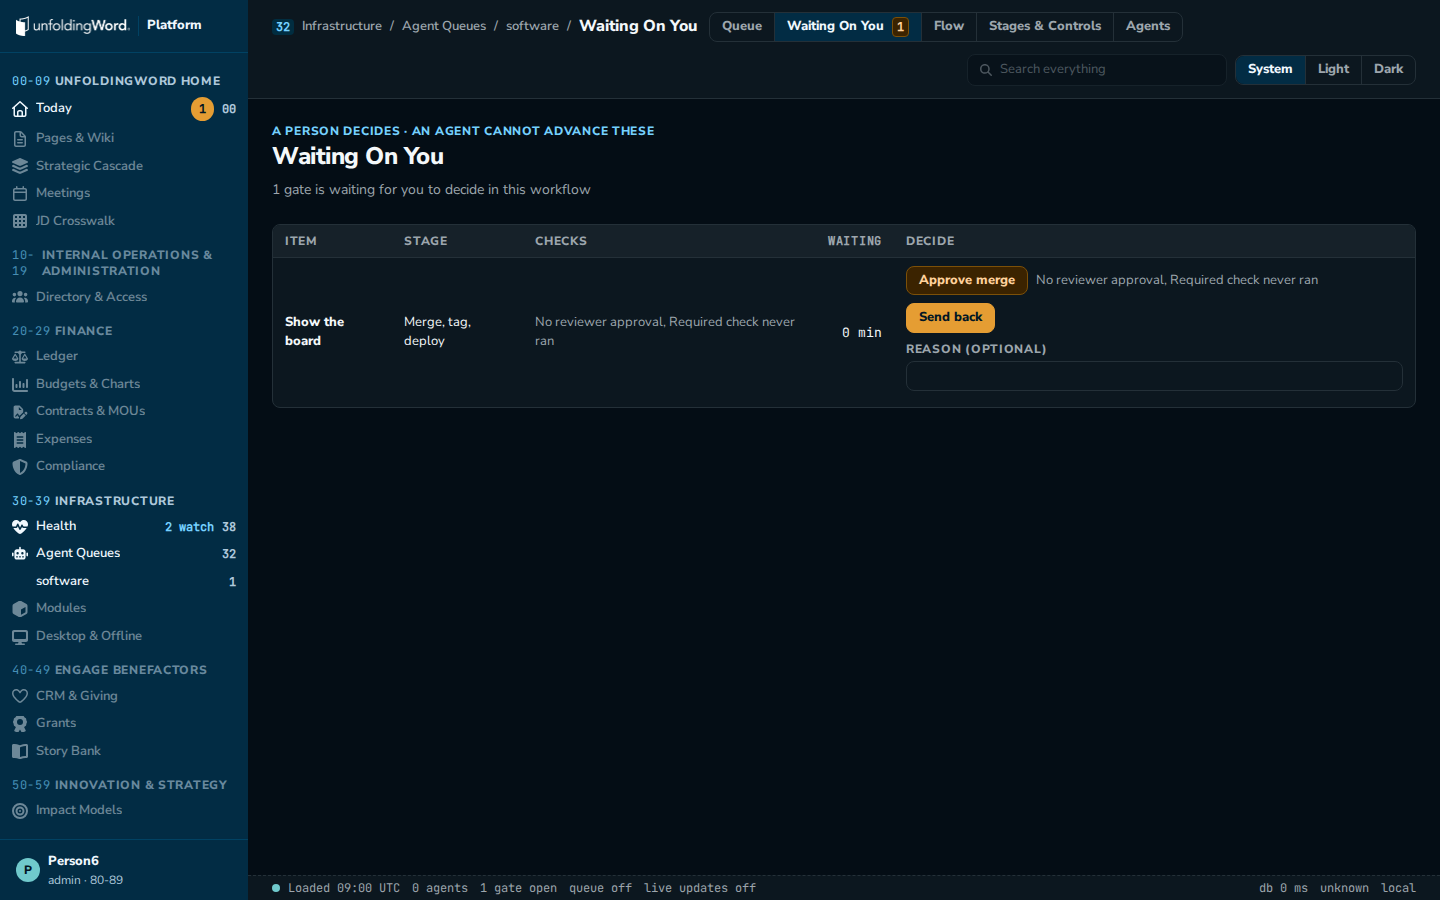 unfoldingWord Platform
00-09 UNFOLDINGWORD HOME
Today 1 00
Pages & Wiki
Strategic Cascade
Meetings
JD Crosswalk
10-19 INTERNAL OPERATIONS &
ADMINISTRATION
Directory & Access
20-29 FINANCE
Ledger
Budgets & Charts
Contracts & MOUs
Expenses
Compliance
30-39 INFRASTRUCTURE
Health 2 watch 38
Agent Queues 32
software 1
Modules
Desktop & Offline
40-49 ENGAGE BENEFACTORS
CRM & Giving
Grants
Story Bank
50-59 INNOVATION & STRATEGY
Impact Models
P Person6
admin · 80-89
32 Infrastructure / Agent Queues / software / Waiting On You
Queue Waiting On You 1 Flow Stages & Controls Agents
Search everything
System Light Dark
A PERSON DECIDES · AN AGENT CANNOT ADVANCE THESE
Waiting On You
1 gate is waiting for you to decide in this workflow
ITEM STAGE CHECKS WAITING DECIDE
Show the
board
Merge, tag,
deploy
No reviewer approval, Required check never
ran
0 min
Approve merge No reviewer approval, Required check never ran
Send back
REASON (OPTIONAL)
Loaded 09:00 UTC 0 agents 1 gate open queue off live updates off
db 0 ms unknown local